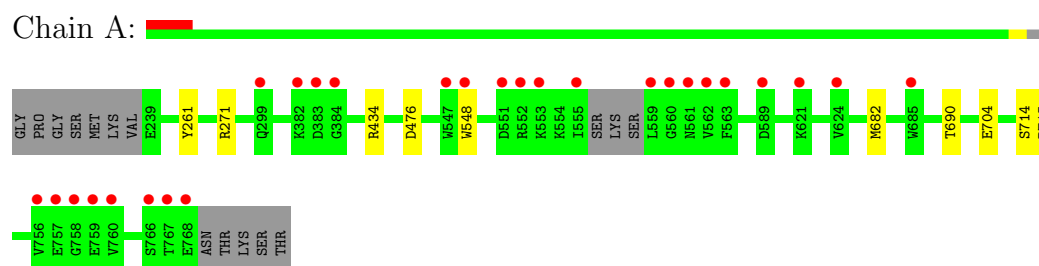 Chain A:
GLY PRO GLY SER MET LYS VAL E239 Y261 R271 Q299 K382 D383 G384 R434 D476 W547 W548 D551 R552 K553 K554 I555 SER LYS SER L559 G560 N561 V562 F563 D589 K621 V624 M682 W685 T690 E704 S714
V756 E757 G758 E759 V760 S766 T767 E768 ASN THR LYS SER THR